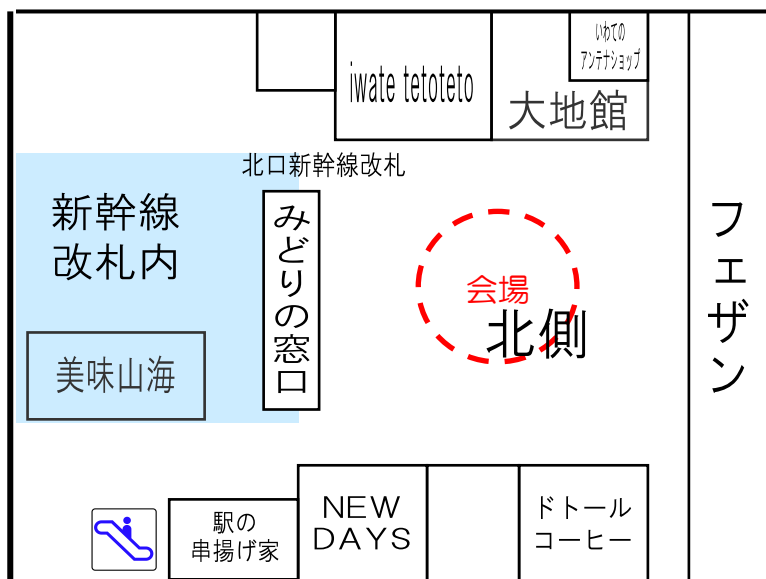 いわての
アンテナショップ
iwate tetoteto
大地館
北口新幹線改札
新幹線
改札内
みどりの窓口
会場
北側
フェザン
美味山海
駅の
串揚げ家
NEW
DAYS
ドトール
コーヒー